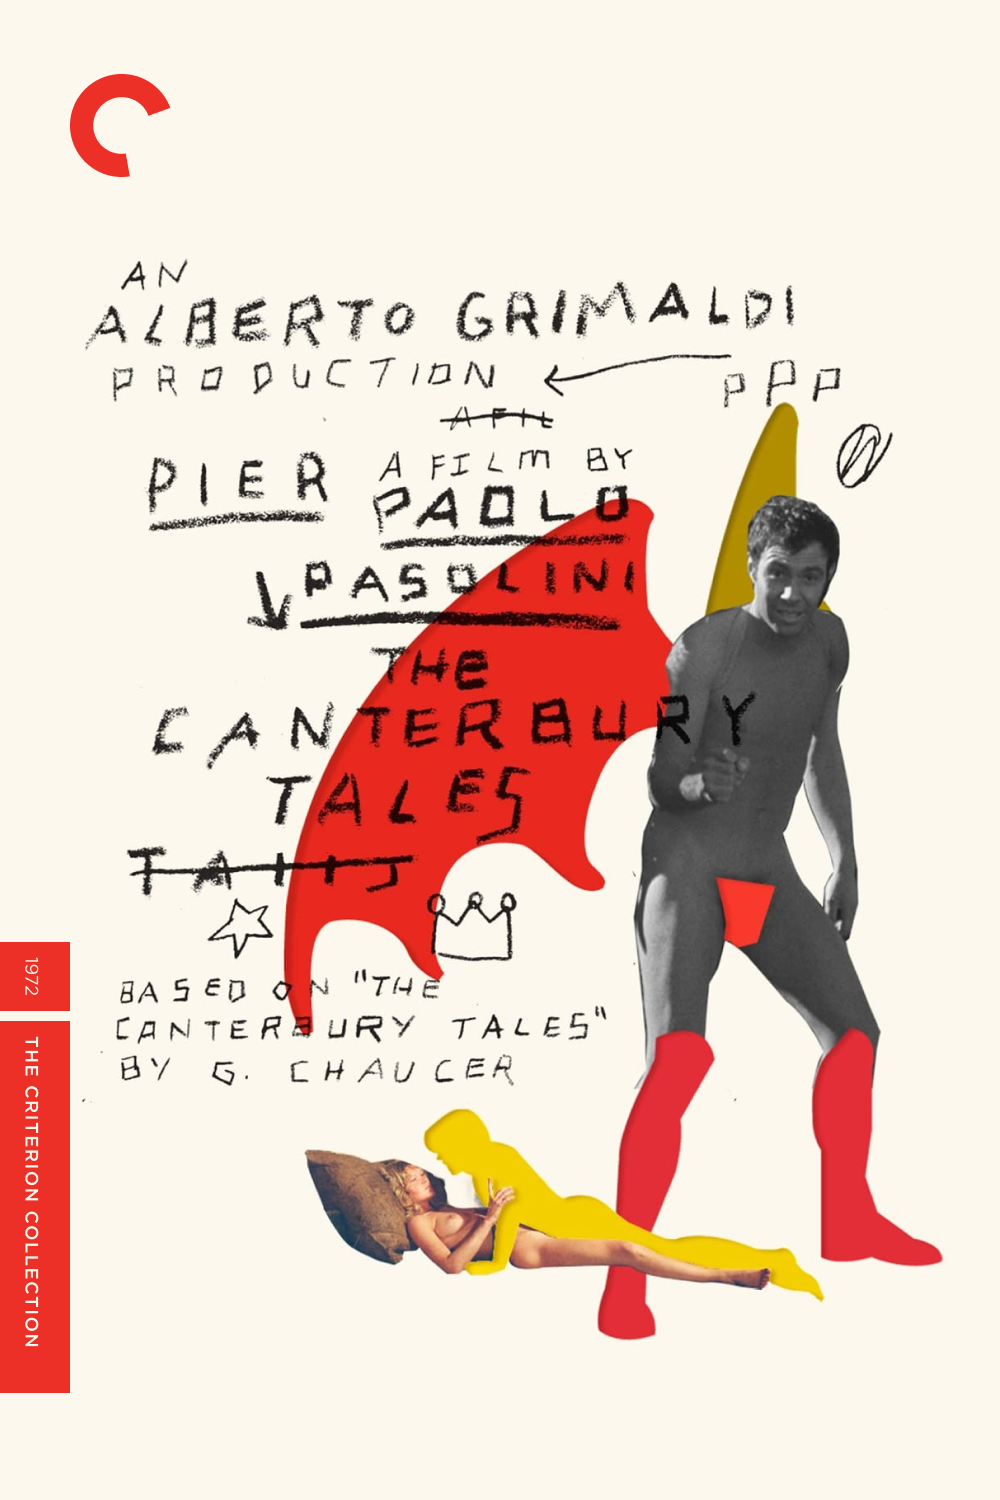 AN
ALBERTO GRIMALDI
PRODUCTION
PPP
A FIL
A FILM BY
PIER PAOLO
PASOLINI
THE
CANTERBURY
TALES
BASED ON "THE
CANTERBURY TALES"
BY G. CHAUCER
1972
THE CRITERION COLLECTION